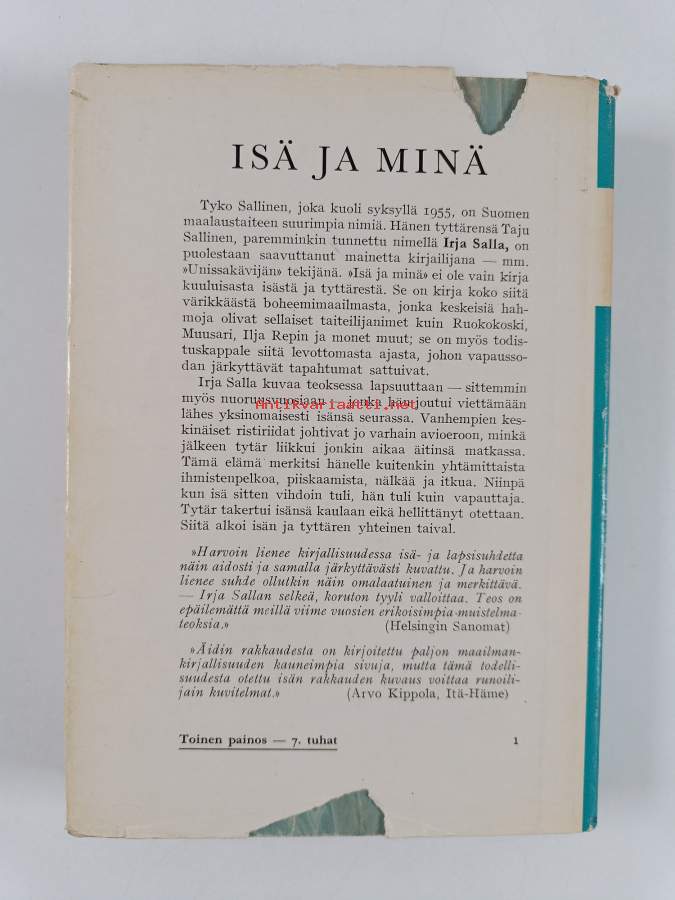 ISÄ JA MINÄ
Tyko Sallinen, joka kuoli syksyllä 1955, on Suomen
maalaustaiteen suurimpia nimiä. Hänen tyttärensä Taju
Sallinen, paremminkin tunnettu nimellä Irja Salla, on
puolestaan saavuttanut mainetta kirjailijana — mm.
»Unissakävijän» tekijänä. »Isä ja minä» ei ole vain kirja
kuuluisasta isästä ja tyttärestä. Se on kirja koko siitä
värikkäästä boheemimaailmasta, jonka keskeisiä hah-
moja olivat sellaiset taiteilijanimet kuin Ruokokoski,
Muusari, Ilja Repin ja monet muut; se on myös todis-
tuskappale siitä levottomasta ajasta, johon vapausso-
dan järkyttävät tapahtumat sattuivat.
Irja Salla kuvaa teoksessa lapsuuttaan — sittemmin
myös nuoruusvuosiaan — jonka hän joutui viettämään
Antikvariaatti.net
lähes yksinomaisesti isänsä seurassa. Vanhempien kes-
kinäiset ristiriidat johtivat jo varhain avioeroon, minkä
jälkeen tytär liikkui jonkin aikaa äitinsä matkassa.
Tämä elämä merkitsi hänelle kuitenkin yhtämittaista
ihmistenpelkoa, piiskaamista, nälkää ja itkua. Niinpä
kun isä sitten vihdoin tuli, hän tuli kuin vapauttaja.
Tytär takertui isänsä kaulaan eikä hellittänyt otettaan.
Siitä alkoi isän ja tyttären yhteinen taival.
»Harvoin lienee kirjallisuudessa isä- ja lapsisuhdetta
näin aidosti ja samalla järkyttävästi kuvattu. Ja harvoin
lienee suhde ollutkin näin omalaatuinen ja merkittävä.
— Irja Sallan selkeä, koruton tyyli valloittaa. Teos on
epäilemättä meillä viime vuosien erikoisimpia muistelma-
teoksia.» (Helsingin Sanomat)
»Äidin rakkaudesta on kirjoitettu paljon maailman-
kirjallisuuden kauneimpia sivuja, mutta tämä todelli-
suudesta otettu isän rakkauden kuvaus voittaa runoili-
jain kuvitelmat.» (Arvo Kippola, Itä-Häme)
Toinen painos — 7. tuhat 1